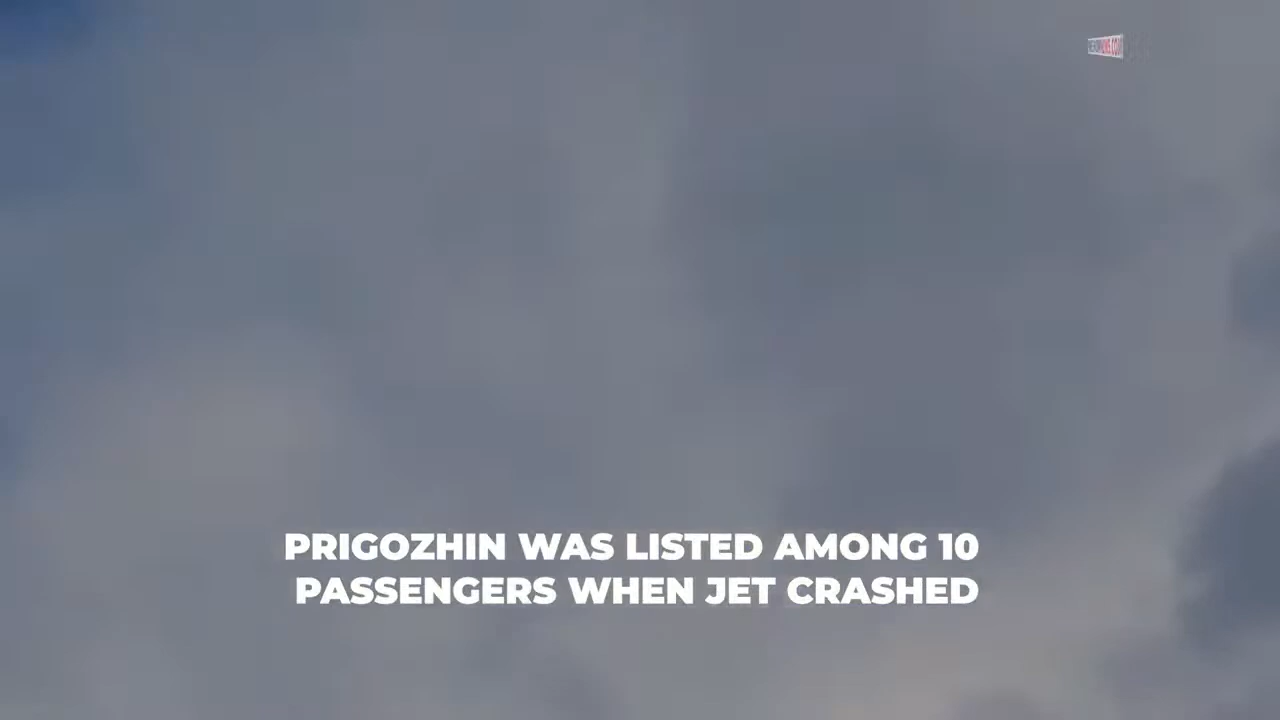 PRIGOZHIN WAS LISTED AMONG 10
PASSENGERS WHEN JET CRASHED